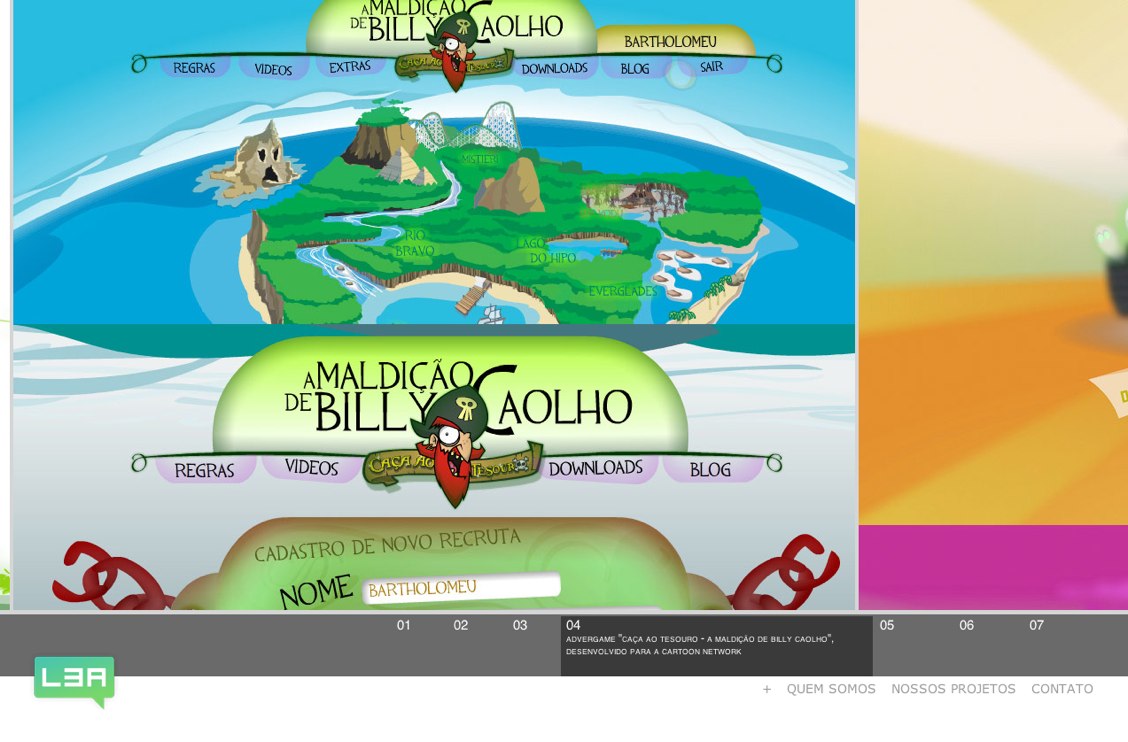 A MALDIÇÃO
DE BILLY CAOLHO
BARTHOLOMEU
REGRAS VIDEOS EXTRAS CAÇA AO TESOURO DOWNLOADS BLOG SAIR
RIO
BRAVO
LAGO
DO HIPO
EVERGLADES
A MALDIÇÃO
DE BILLY CAOLHO
REGRAS VIDEOS CAÇA AO TESOURO DOWNLOADS BLOG
CADASTRO DE NOVO RECRUTA
NOME BARTHOLOMEU
01 02 03 04 05 06 07
ADVERGAME "CAÇA AO TESOURO - A MALDIÇÃO DE BILLY CAOLHO",
DESENVOLVIDO PARA A CARTOON NETWORK
L3A
+ QUEM SOMOS NOSSOS PROJETOS CONTATO